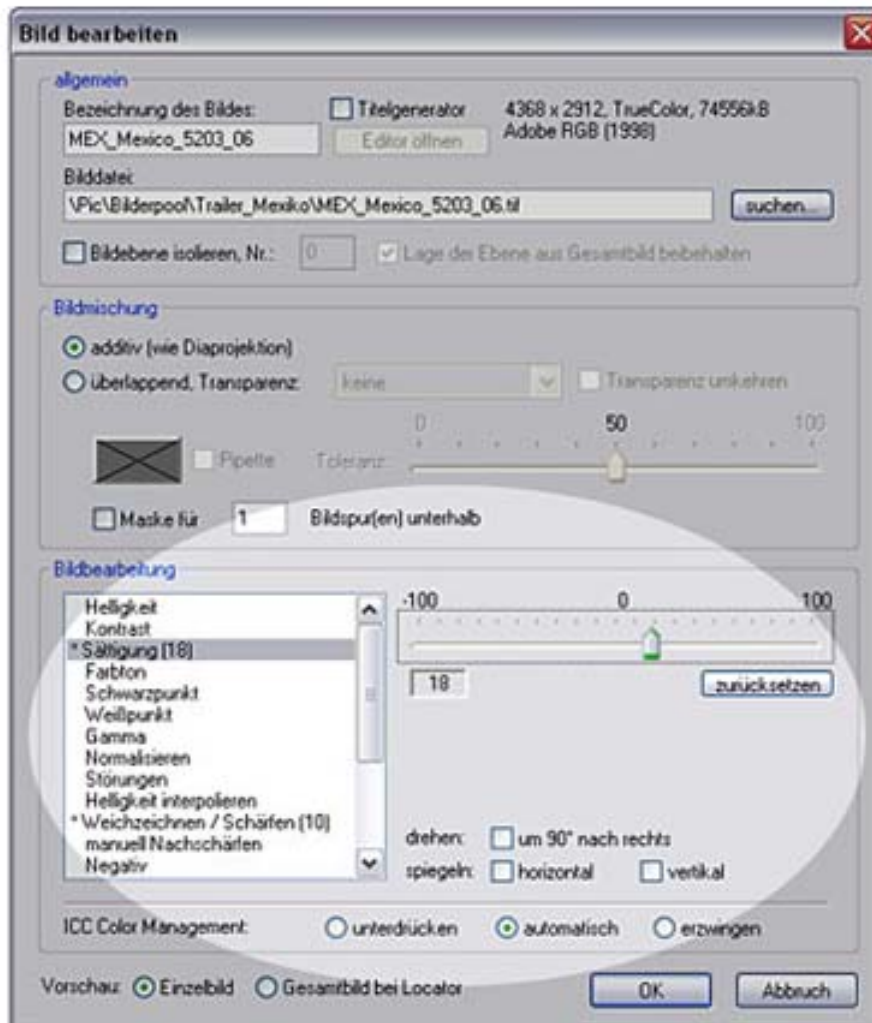 Bild bearbeiten
allgemein
Bezeichnung des Bildes:
Titelgenerator
4368 x 2912, TrueColor, 74556kB
MEX_Mexico_5203_06
Editor öffnen
Adobe RGB (1998)
Bilddatei:
\Pic\Bilderpool\Trailer_Mexiko\MEX_Mexico_5203_06.tif
suchen...
Bildebene isolieren, Nr.:
0
Lage der Ebene aus Gesamtbild beibehalten
Bildmischung
additiv (wie Diaprojektion)
überlappend, Transparenz:
keine
Transparenz umkehren
0 50 100
Pipette
Toleranz:
Maske für 1 Bildspur(en) unterhalb
Bildbearbeitung
Helligkeit
Kontrast
* Sättigung (18)
Farbton
Schwarzpunkt
Weißpunkt
Gamma
Normalisieren
Störungen
Helligkeit interpolieren
* Weichzeichnen / Schärfen (10)
manuell Nachschärfen
Negativ
-100 0 100
18
zurücksetzen
drehen: um 90° nach rechts
spiegeln: horizontal vertikal
ICC Color Management: unterdrücken automatisch erzwingen
Vorschau: Einzelbild Gesamtbild bei Locator
OK
Abbruch